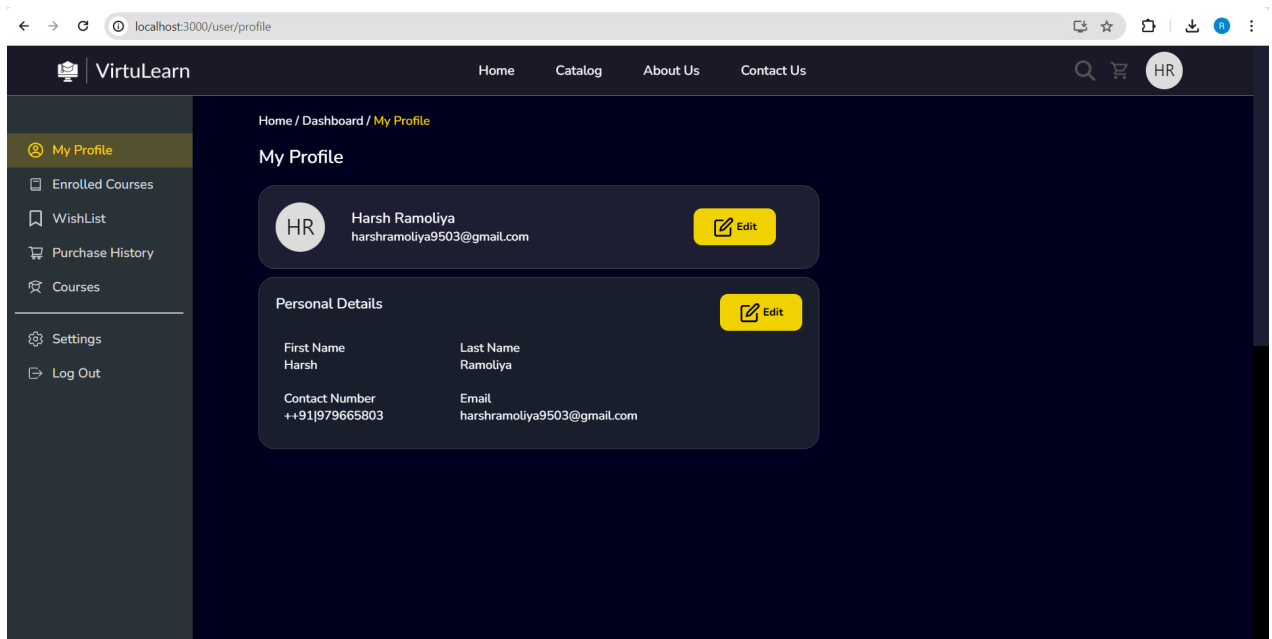 localhost:3000/user/profile
R
VirtuLearn
Home Catalog About Us Contact Us
HR
My Profile
Enrolled Courses
WishList
Purchase History
Courses
Settings
Log Out
Home / Dashboard / My Profile
My Profile
HR
Harsh Ramoliya
harshramoliya9503@gmail.com
Edit
Personal Details
Edit
First Name Last Name
Harsh Ramoliya
Contact Number Email
++91|979665803 harshramoliya9503@gmail.com